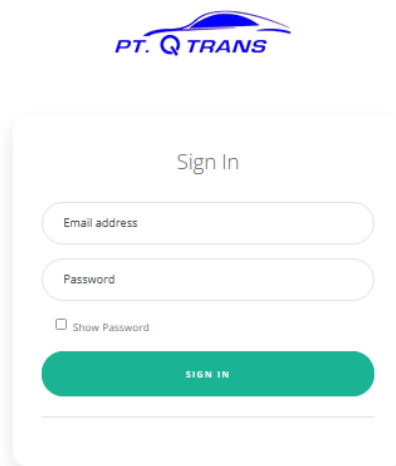 PT. Q TRANS
Sign In
Email address
Password
Show Password
SIGN IN